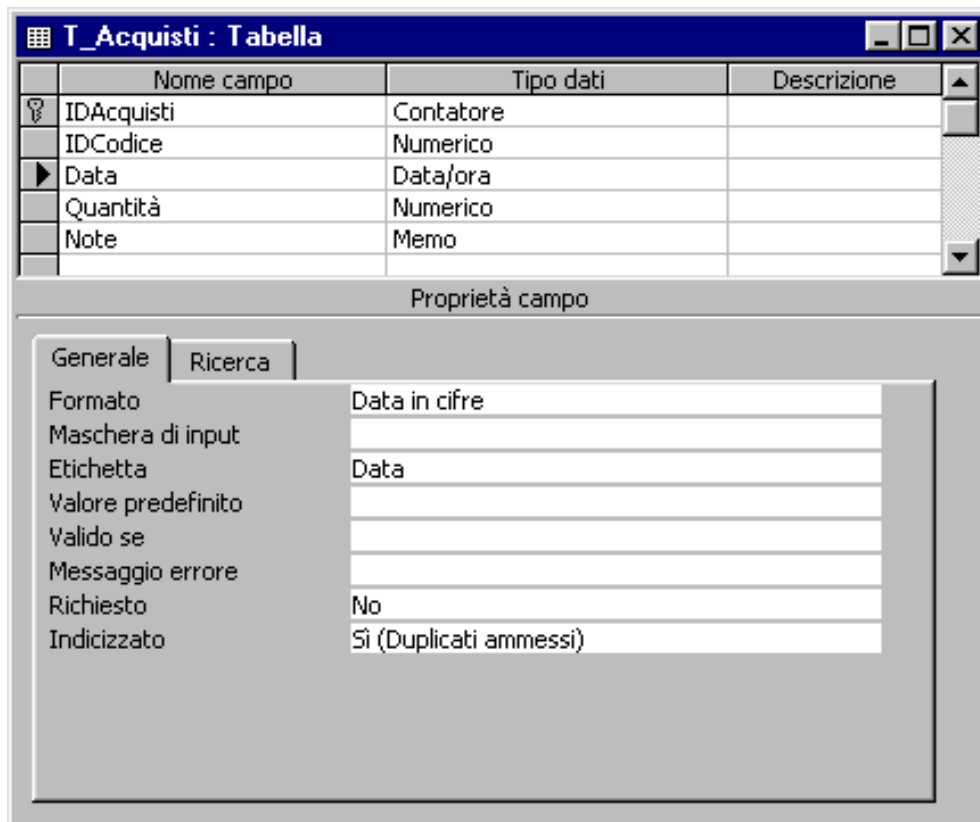 T_Acquisti : Tabella
Nome campo Tipo dati Descrizione
IDAcquisti Contatore
IDCodice Numerico
Data Data/ora
Quantità Numerico
Note Memo
Proprietà campo
Generale Ricerca
Formato Data in cifre
Maschera di input
Etichetta Data
Valore predefinito
Valido se
Messaggio errore
Richiesto No
Indicizzato Sì (Duplicati ammessi)